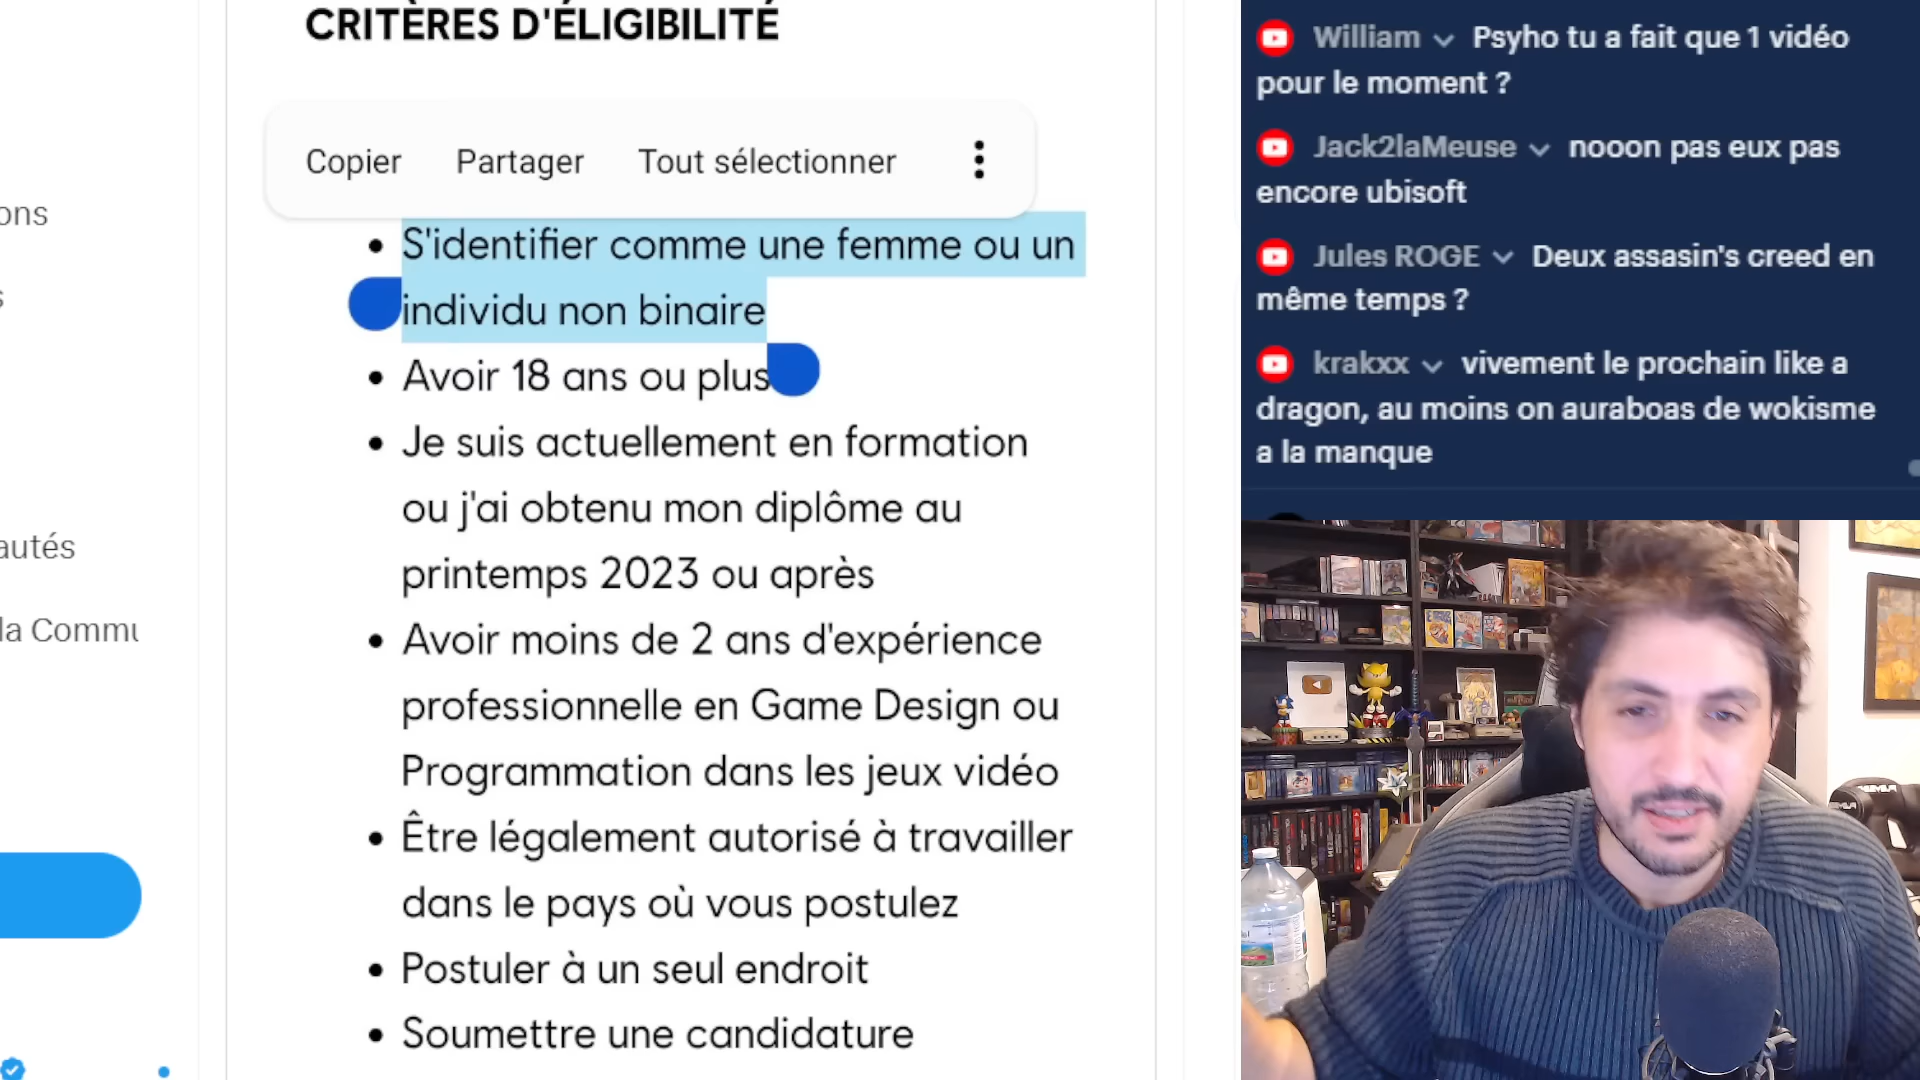 CRITÈRES D'ÉLIGIBILITÉ
Copier Partager Tout sélectionner
• S'identifier comme une femme ou un
individu non binaire
• Avoir 18 ans ou plus
• Je suis actuellement en formation
ou j'ai obtenu mon diplôme au
printemps 2023 ou après
• Avoir moins de 2 ans d'expérience
professionnelle en Game Design ou
Programmation dans les jeux vidéo
• Être légalement autorisé à travailler
dans le pays où vous postulez
• Postuler à un seul endroit
• Soumettre une candidature
ons
s
autés
la Commu
William Psyho tu a fait que 1 vidéo
pour le moment ?
Jack2laMeuse nooon pas eux pas
encore ubisoft
Jules ROGE Deux assasin's creed en
même temps ?
krakxx vivement le prochain like a
dragon, au moins on auraboas de wokisme
a la manque